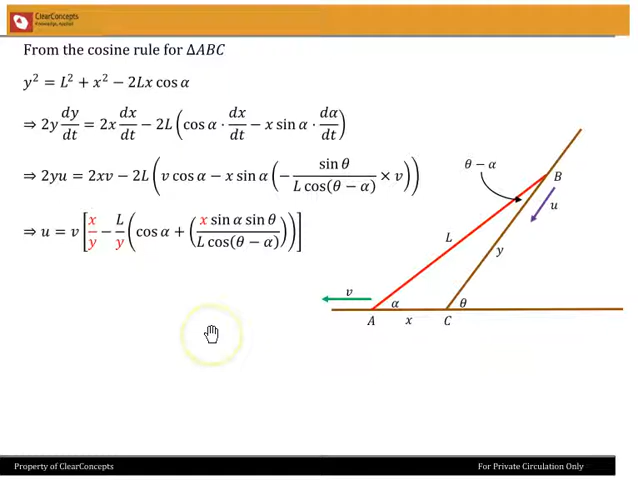 ClearConcepts
Knowledge, Applied
From the cosine rule for ΔABC
y² = L² + x² − 2Lx cos α
⇒ 2y dy/dt = 2x dx/dt − 2L(cos α · dx/dt − x sin α · dα/dt)
⇒ 2yu = 2xv − 2L(v cos α − x sin α (− sin θ / L cos(θ − α) × v))
⇒ u = v[x/y − L/y (cos α + (x sin α sin θ / L cos(θ − α)))]
θ − α
B
u
L
y
v
α
θ
A
x
C
Property of ClearConcepts
For Private Circulation Only